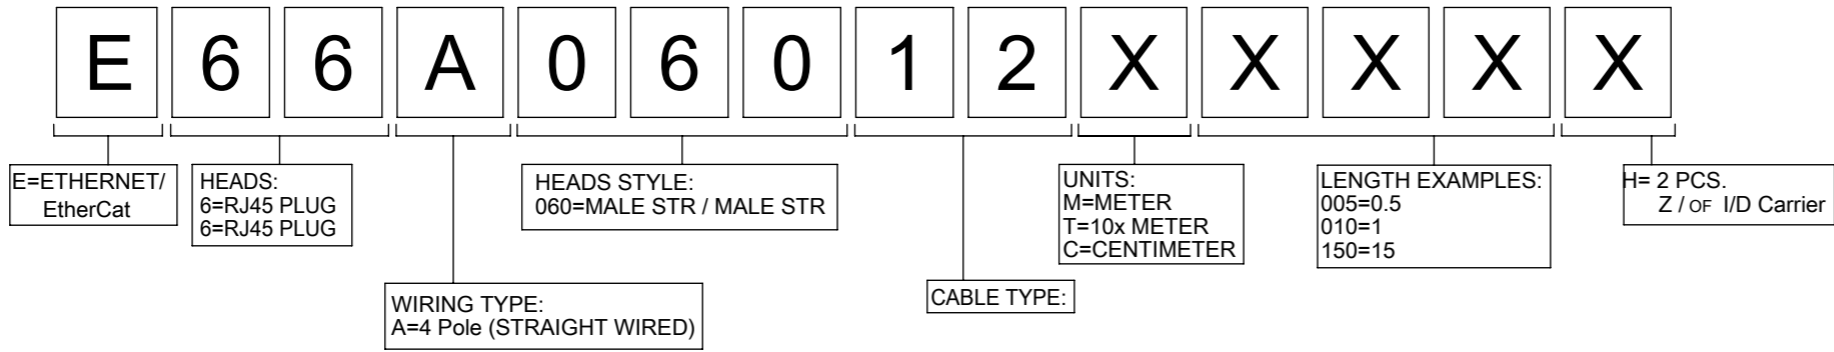 E 6 6 A 0 6 0 1 2 X X X X X
E=ETHERNET/
EtherCat
HEADS:
6=RJ45 PLUG
6=RJ45 PLUG
HEADS STYLE:
060=MALE STR / MALE STR
UNITS:
M=METER
T=10x METER
C=CENTIMETER
LENGTH EXAMPLES:
005=0.5
010=1
150=15
H= 2 PCS.
Z / OF I/D Carrier
WIRING TYPE:
A=4 Pole (STRAIGHT WIRED)
CABLE TYPE: